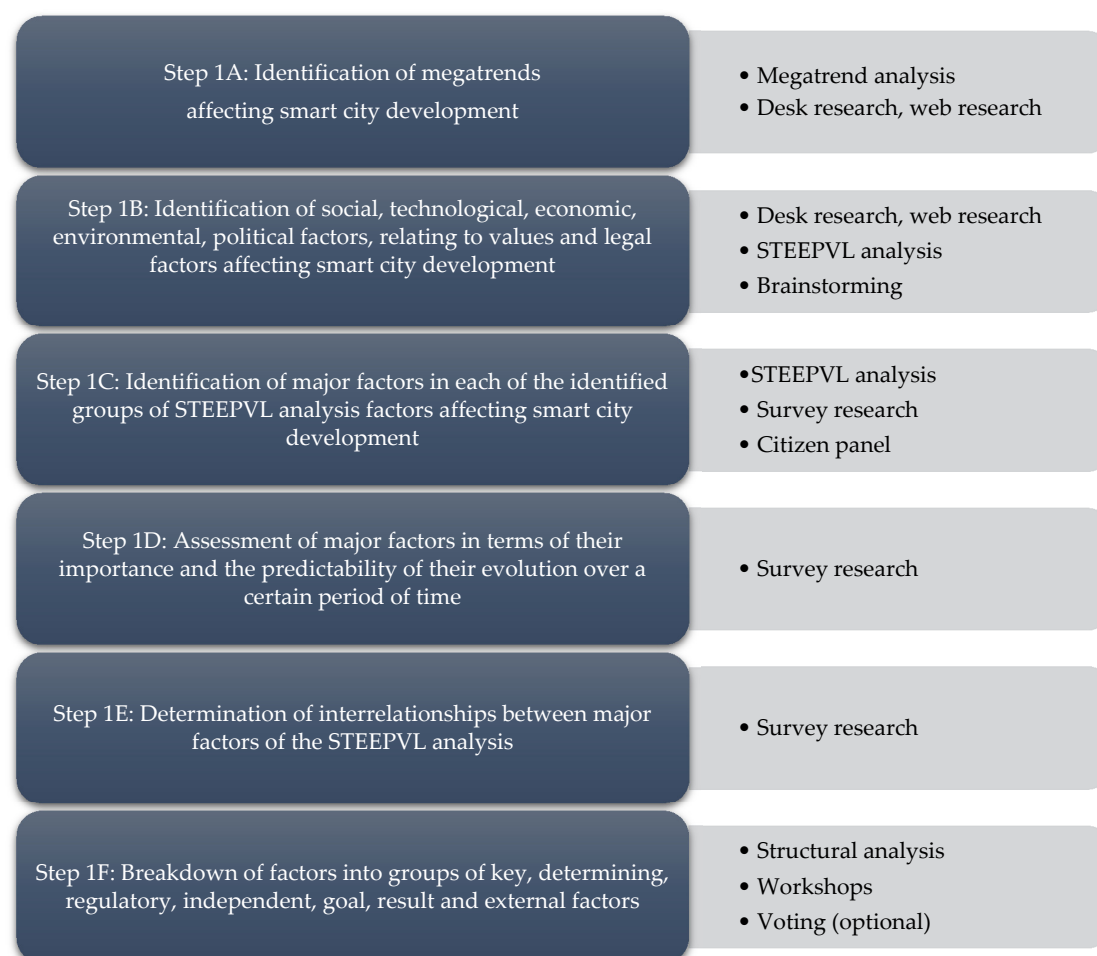 Step 1A: Identification of megatrends
affecting smart city development
• Megatrend analysis
• Desk research, web research
Step 1B: Identification of social, technological, economic,
environmental, political factors, relating to values and legal
factors affecting smart city development
• Desk research, web research
• STEEPVL analysis
• Brainstorming
Step 1C: Identification of major factors in each of the identified
groups of STEEPVL analysis factors affecting smart city
development
•STEEPVL analysis
• Survey research
• Citizen panel
Step 1D: Assessment of major factors in terms of their
importance and the predictability of their evolution over a
certain period of time
• Survey research
Step 1E: Determination of interrelationships between major
factors of the STEEPVL analysis
• Survey research
Step 1F: Breakdown of factors into groups of key, determining,
regulatory, independent, goal, result and external factors
• Structural analysis
• Workshops
• Voting (optional)